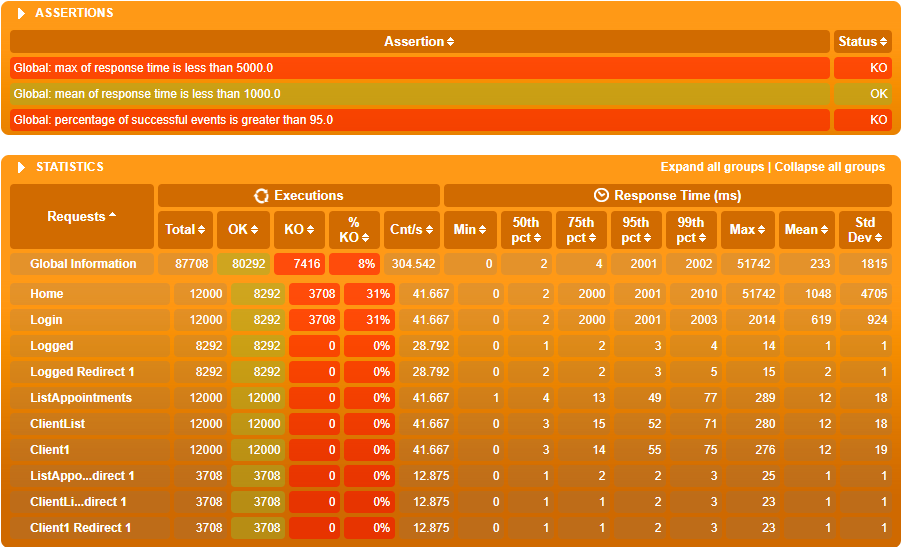 ASSERTIONS
Assertion Status
Global: max of response time is less than 5000.0 KO
Global: mean of response time is less than 1000.0 OK
Global: percentage of successful events is greater than 95.0 KO
STATISTICS Expand all groups | Collapse all groups
Requests Executions Response Time (ms)
Total OK KO % KO Cnt/s Min 50th pct 75th pct 95th pct 99th pct Max Mean Std Dev
Global Information 87708 80292 7416 8% 304.542 0 2 4 2001 2002 51742 233 1815
Home 12000 8292 3708 31% 41.667 0 2 2000 2001 2010 51742 1048 4705
Login 12000 8292 3708 31% 41.667 0 2 2000 2001 2003 2014 619 924
Logged 8292 8292 0 0% 28.792 0 1 2 3 4 14 1 1
Logged Redirect 1 8292 8292 0 0% 28.792 0 2 2 3 5 15 2 1
ListAppointments 12000 12000 0 0% 41.667 1 4 13 49 77 289 12 18
ClientList 12000 12000 0 0% 41.667 0 3 15 52 71 280 12 18
Client1 12000 12000 0 0% 41.667 0 3 14 55 75 276 12 19
ListAppo...direct 1 3708 3708 0 0% 12.875 0 1 2 2 3 25 1 1
ClientLi...direct 1 3708 3708 0 0% 12.875 0 1 1 2 3 23 1 1
Client1 Redirect 1 3708 3708 0 0% 12.875 0 1 1 2 3 23 1 1